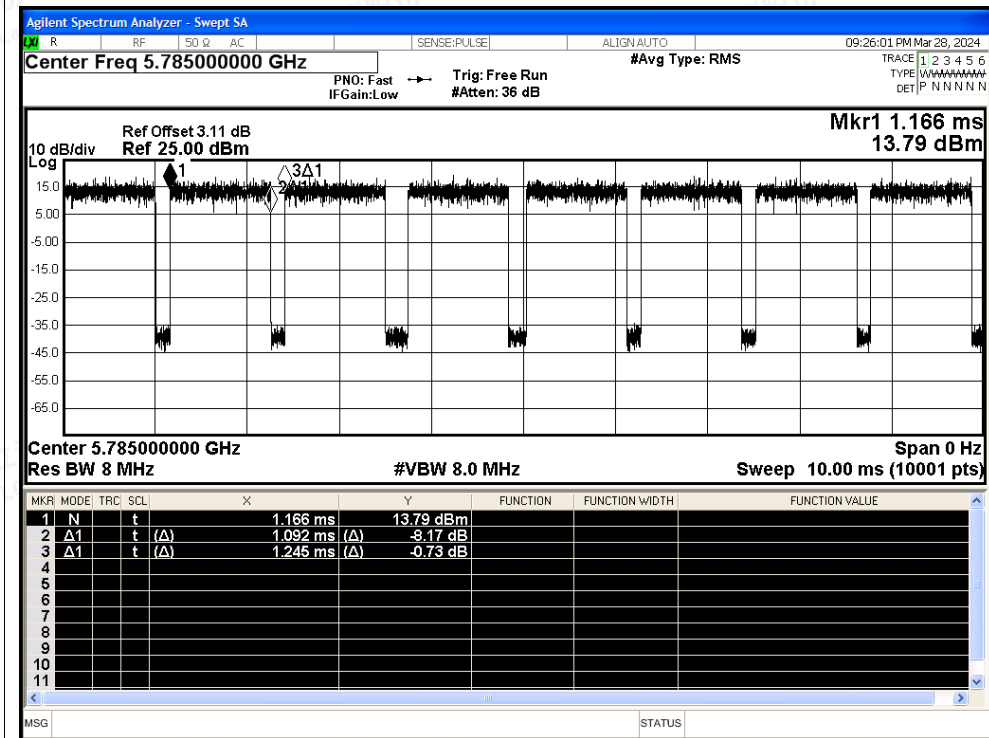 Agilent Spectrum Analyzer - Swept SA
LXI R RF 50 Ω AC SENSE:PULSE ALIGN AUTO 09:26:01 PM Mar 28, 2024
Center Freq 5.785000000 GHz #Avg Type: RMS TRACE 1 2 3 4 5 6
PNO: Fast Trig: Free Run TYPE
IFGain:Low #Atten: 36 dB DET P N N N N N
Mkr1 1.166 ms
Ref Offset 3.11 dB
10 dB/div Ref 25.00 dBm 13.79 dBm
Log
1 3Δ1
15.0
5.00
-5.00
-15.0
-25.0
-35.0
-45.0
-55.0
-65.0
Center 5.785000000 GHz Span 0 Hz
Res BW 8 MHz #VBW 8.0 MHz Sweep 10.00 ms (10001 pts)
MKR MODE TRC SCL X Y FUNCTION FUNCTION WIDTH FUNCTION VALUE
1 N t 1.166 ms 13.79 dBm
2 Δ1 t (Δ) 1.092 ms (Δ) -8.17 dB
3 Δ1 t (Δ) 1.245 ms (Δ) -0.73 dB
4
5
6
7
8
9
10
11
MSG STATUS